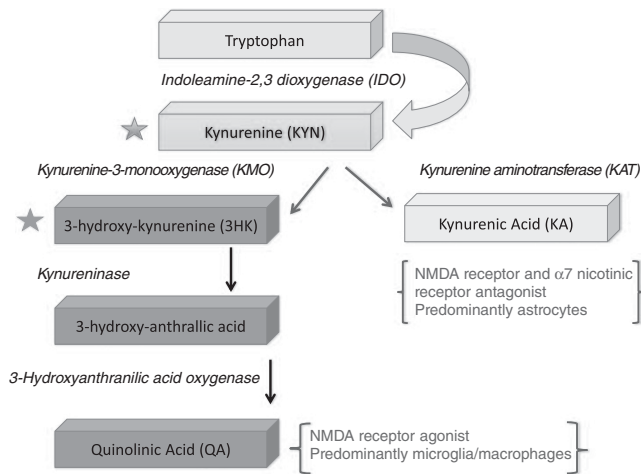 Tryptophan
Indoleamine-2,3 dioxygenase (IDO)
Kynurenine (KYN)
Kynurenine-3-monooxygenase (KMO)
Kynurenine aminotransferase (KAT)
3-hydroxy-kynurenine (3HK)
Kynurenic Acid (KA)
Kynureninase
NMDA receptor and α7 nicotinic
receptor antagonist
Predominantly astrocytes
3-hydroxy-anthrallic acid
3-Hydroxyanthranilic acid oxygenase
Quinolinic Acid (QA)
NMDA receptor agonist
Predominantly microglia/macrophages